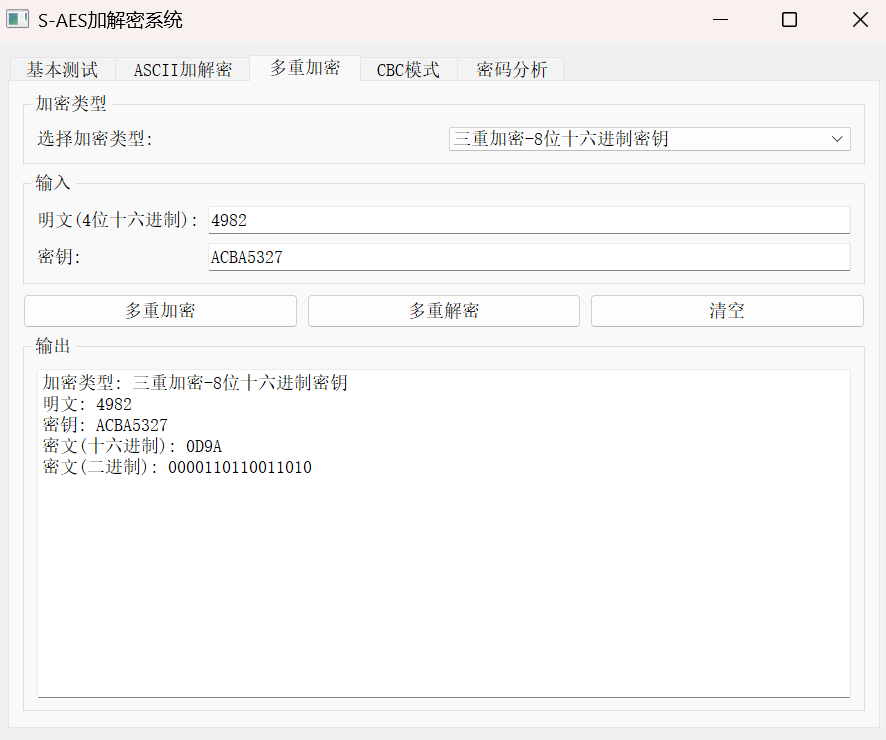 S-AES加解密系统
基本测试 ASCII加解密 多重加密 CBC模式 密码分析
加密类型
选择加密类型: 三重加密-8位十六进制密钥
输入
明文(4位十六进制): 4982
密钥: ACBA5327
多重加密 多重解密 清空
输出
加密类型: 三重加密-8位十六进制密钥
明文: 4982
密钥: ACBA5327
密文(十六进制): 0D9A
密文(二进制): 0000110110011010